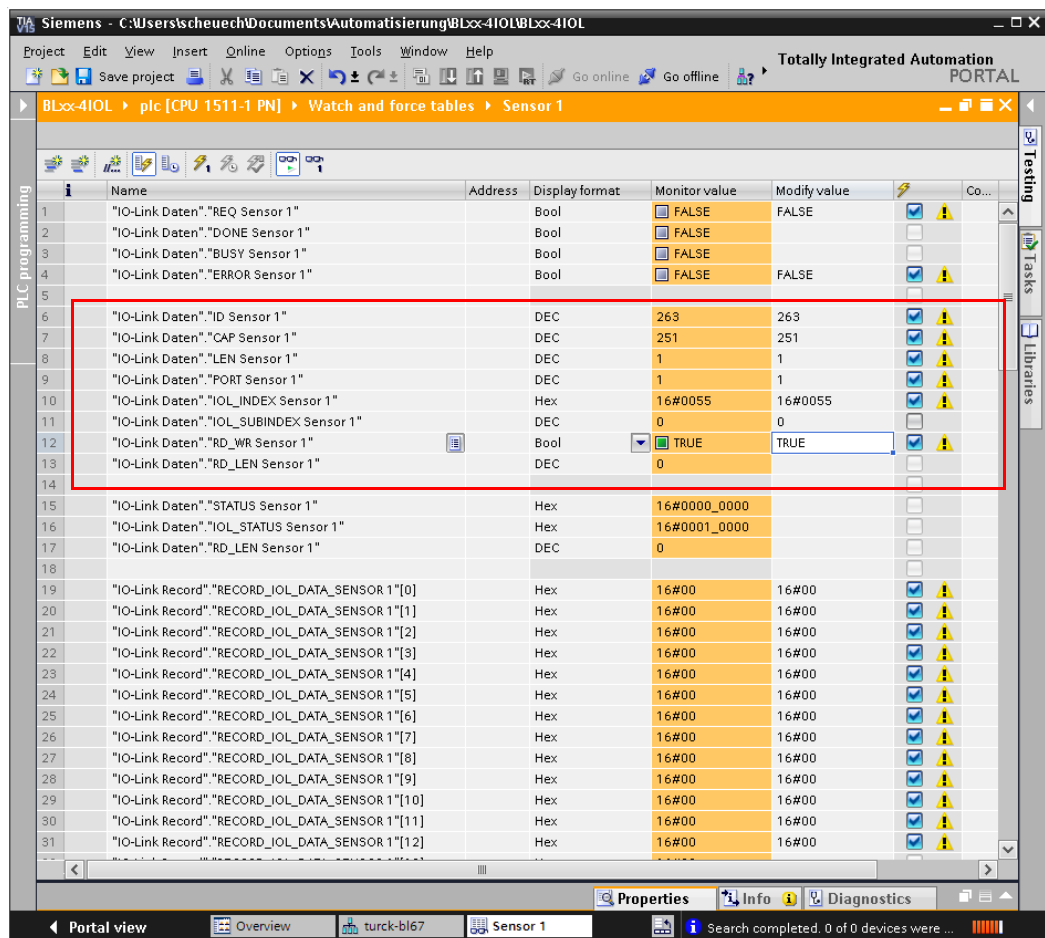 TIA V15 Siemens - C:\Users\scheuech\Documents\Automatisierung\BLxx-4IOL\BLxx-4IOL
Project Edit View Insert Online Options Tools Window Help
Totally Integrated Automation
PORTAL
Save project Go online Go offline
BLxx-4IOL ▸ plc [CPU 1511-1 PN] ▸ Watch and force tables ▸ Sensor 1
i Name Address Display format Monitor value Modify value Co...
1 "IO-Link Daten"."REQ Sensor 1" Bool FALSE FALSE
2 "IO-Link Daten"."DONE Sensor 1" Bool FALSE
3 "IO-Link Daten"."BUSY Sensor 1" Bool FALSE
4 "IO-Link Daten"."ERROR Sensor 1" Bool FALSE FALSE
5
6 "IO-Link Daten"."ID Sensor 1" DEC 263 263
7 "IO-Link Daten"."CAP Sensor 1" DEC 251 251
8 "IO-Link Daten"."LEN Sensor 1" DEC 1 1
9 "IO-Link Daten"."PORT Sensor 1" DEC 1 1
10 "IO-Link Daten"."IOL_INDEX Sensor 1" Hex 16#0055 16#0055
11 "IO-Link Daten"."IOL_SUBINDEX Sensor 1" DEC 0 0
12 "IO-Link Daten"."RD_WR Sensor 1" Bool TRUE TRUE
13 "IO-Link Daten"."RD_LEN Sensor 1" DEC 0
14
15 "IO-Link Daten"."STATUS Sensor 1" Hex 16#0000_0000
16 "IO-Link Daten"."IOL_STATUS Sensor 1" Hex 16#0001_0000
17 "IO-Link Daten"."RD_LEN Sensor 1" DEC 0
18
19 "IO-Link Record"."RECORD_IOL_DATA_SENSOR 1"[0] Hex 16#00 16#00
20 "IO-Link Record"."RECORD_IOL_DATA_SENSOR 1"[1] Hex 16#00 16#00
21 "IO-Link Record"."RECORD_IOL_DATA_SENSOR 1"[2] Hex 16#00 16#00
22 "IO-Link Record"."RECORD_IOL_DATA_SENSOR 1"[3] Hex 16#00 16#00
23 "IO-Link Record"."RECORD_IOL_DATA_SENSOR 1"[4] Hex 16#00 16#00
24 "IO-Link Record"."RECORD_IOL_DATA_SENSOR 1"[5] Hex 16#00 16#00
25 "IO-Link Record"."RECORD_IOL_DATA_SENSOR 1"[6] Hex 16#00 16#00
26 "IO-Link Record"."RECORD_IOL_DATA_SENSOR 1"[7] Hex 16#00 16#00
27 "IO-Link Record"."RECORD_IOL_DATA_SENSOR 1"[8] Hex 16#00 16#00
28 "IO-Link Record"."RECORD_IOL_DATA_SENSOR 1"[9] Hex 16#00 16#00
29 "IO-Link Record"."RECORD_IOL_DATA_SENSOR 1"[10] Hex 16#00 16#00
30 "IO-Link Record"."RECORD_IOL_DATA_SENSOR 1"[11] Hex 16#00 16#00
31 "IO-Link Record"."RECORD_IOL_DATA_SENSOR 1"[12] Hex 16#00 16#00
PLC programming
Testing
Tasks
Libraries
Properties Info Diagnostics
Portal view Overview turck-bl67 Sensor 1 Search completed. 0 of 0 devices were ...